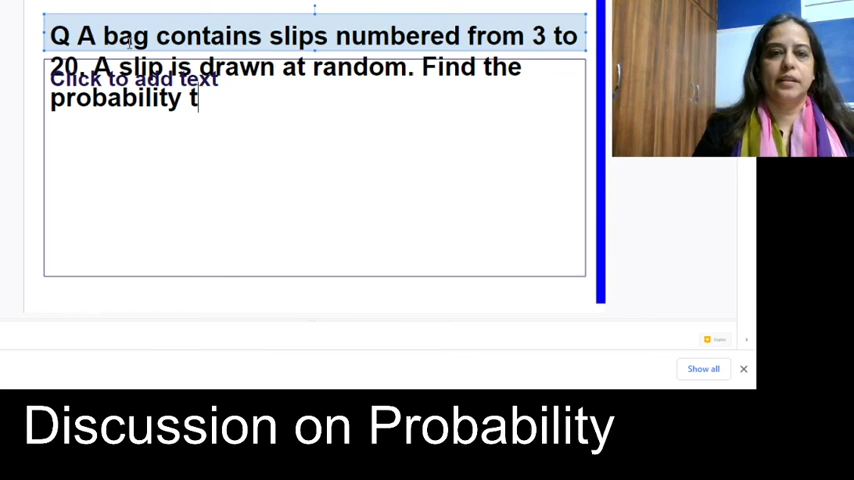 Q A bag contains slips numbered from 3 to
20. A slip is drawn at random. Find the
Click to add text
probability t
Show all
Discussion on Probability